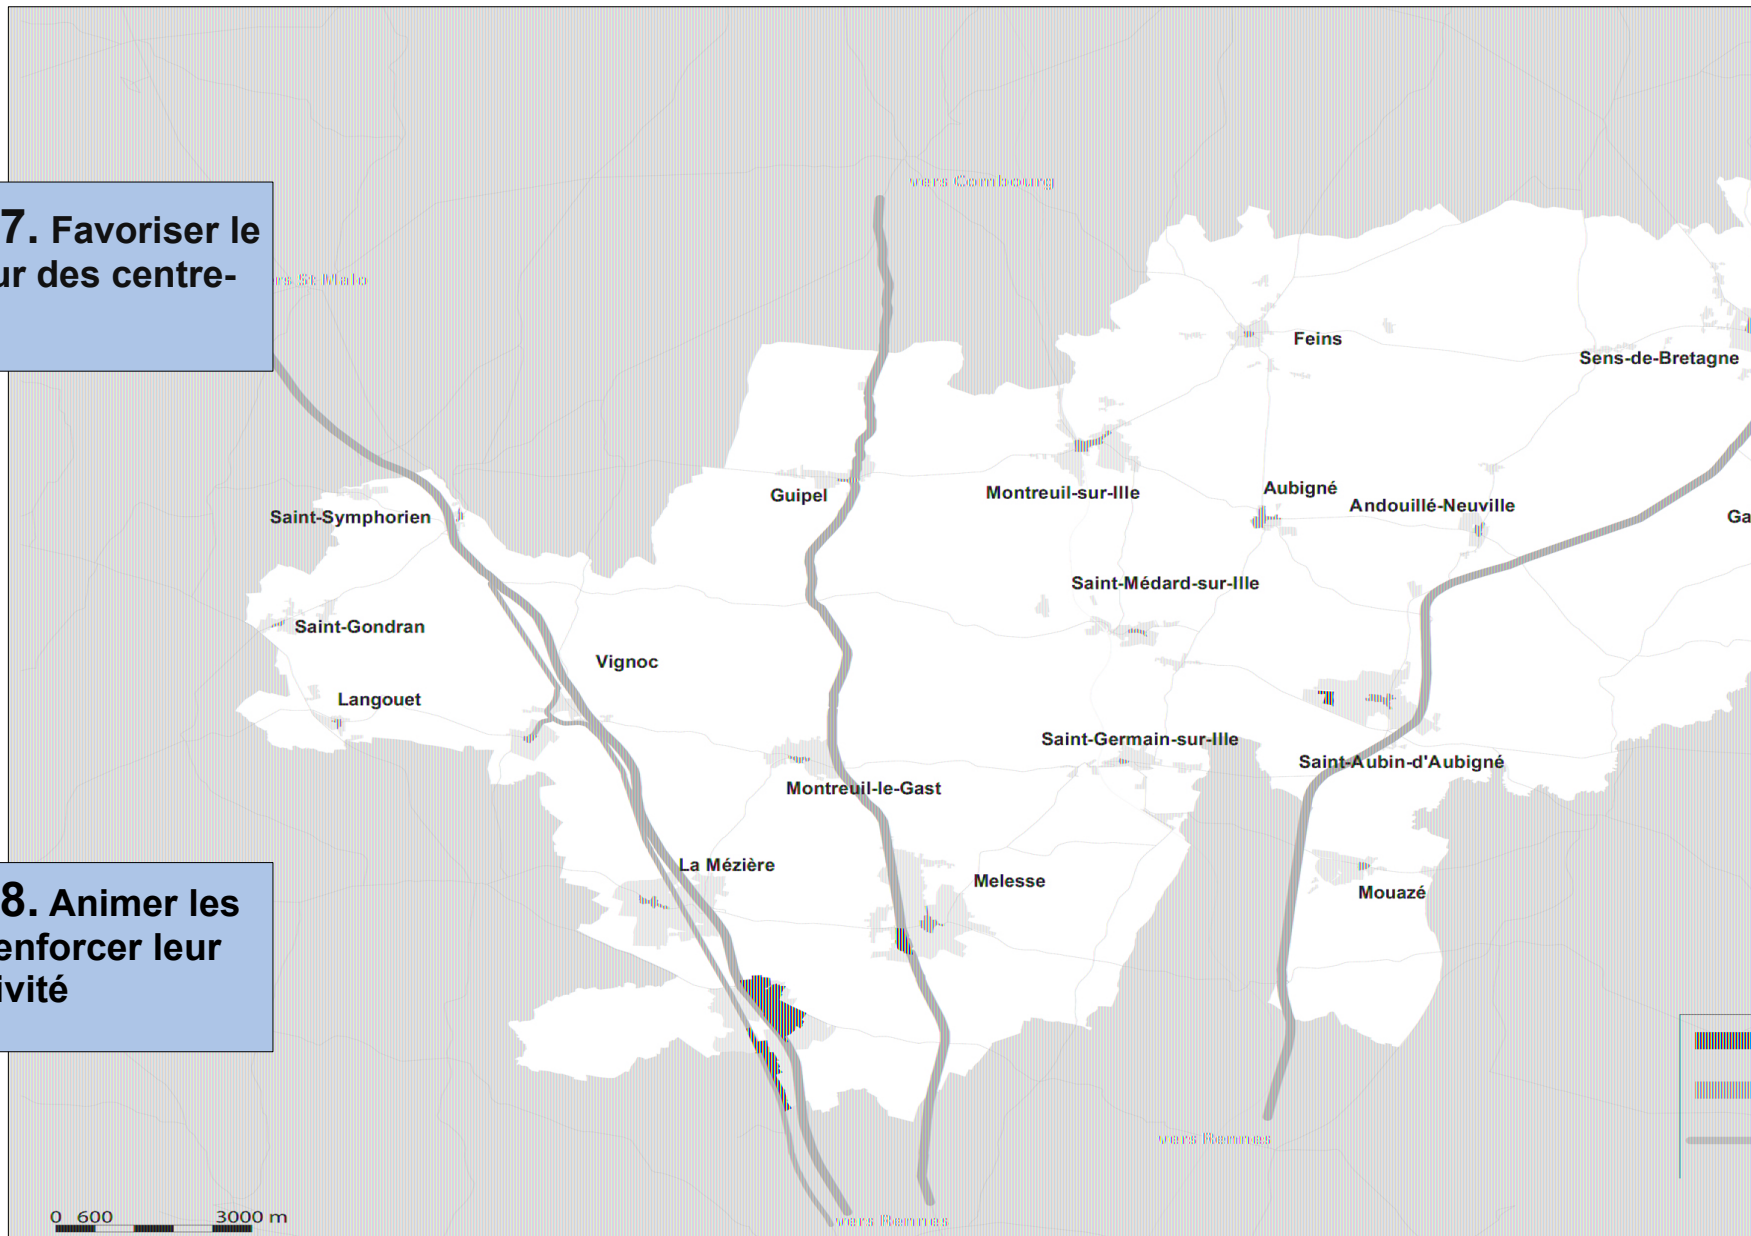 vers Combourg
7. Favoriser le
ur des centre-
rs St Malo
Feins
Sens-de-Bretagne
Guipel
Montreuil-sur-Ille
Aubigné
Andouillé-Neuville
Saint-Symphorien
Ga
Saint-Médard-sur-Ille
Saint-Gondran
Vignoc
Langouet
Saint-Germain-sur-Ille
Saint-Aubin-d'Aubigné
Montreuil-le-Gast
La Mézière
Melesse
Mouazé
8. Animer les
enforcer leur
ivité
vers Rennes
0 600 3000 m
vers Rennes